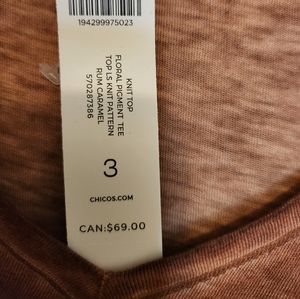 194299975023
KNIT TOP
FLORAL PIGMENT TEE
TOP LS KNIT PATTERN
RUM CARAMEL
570287386
3
CHICOS.COM
CAN:$69.00